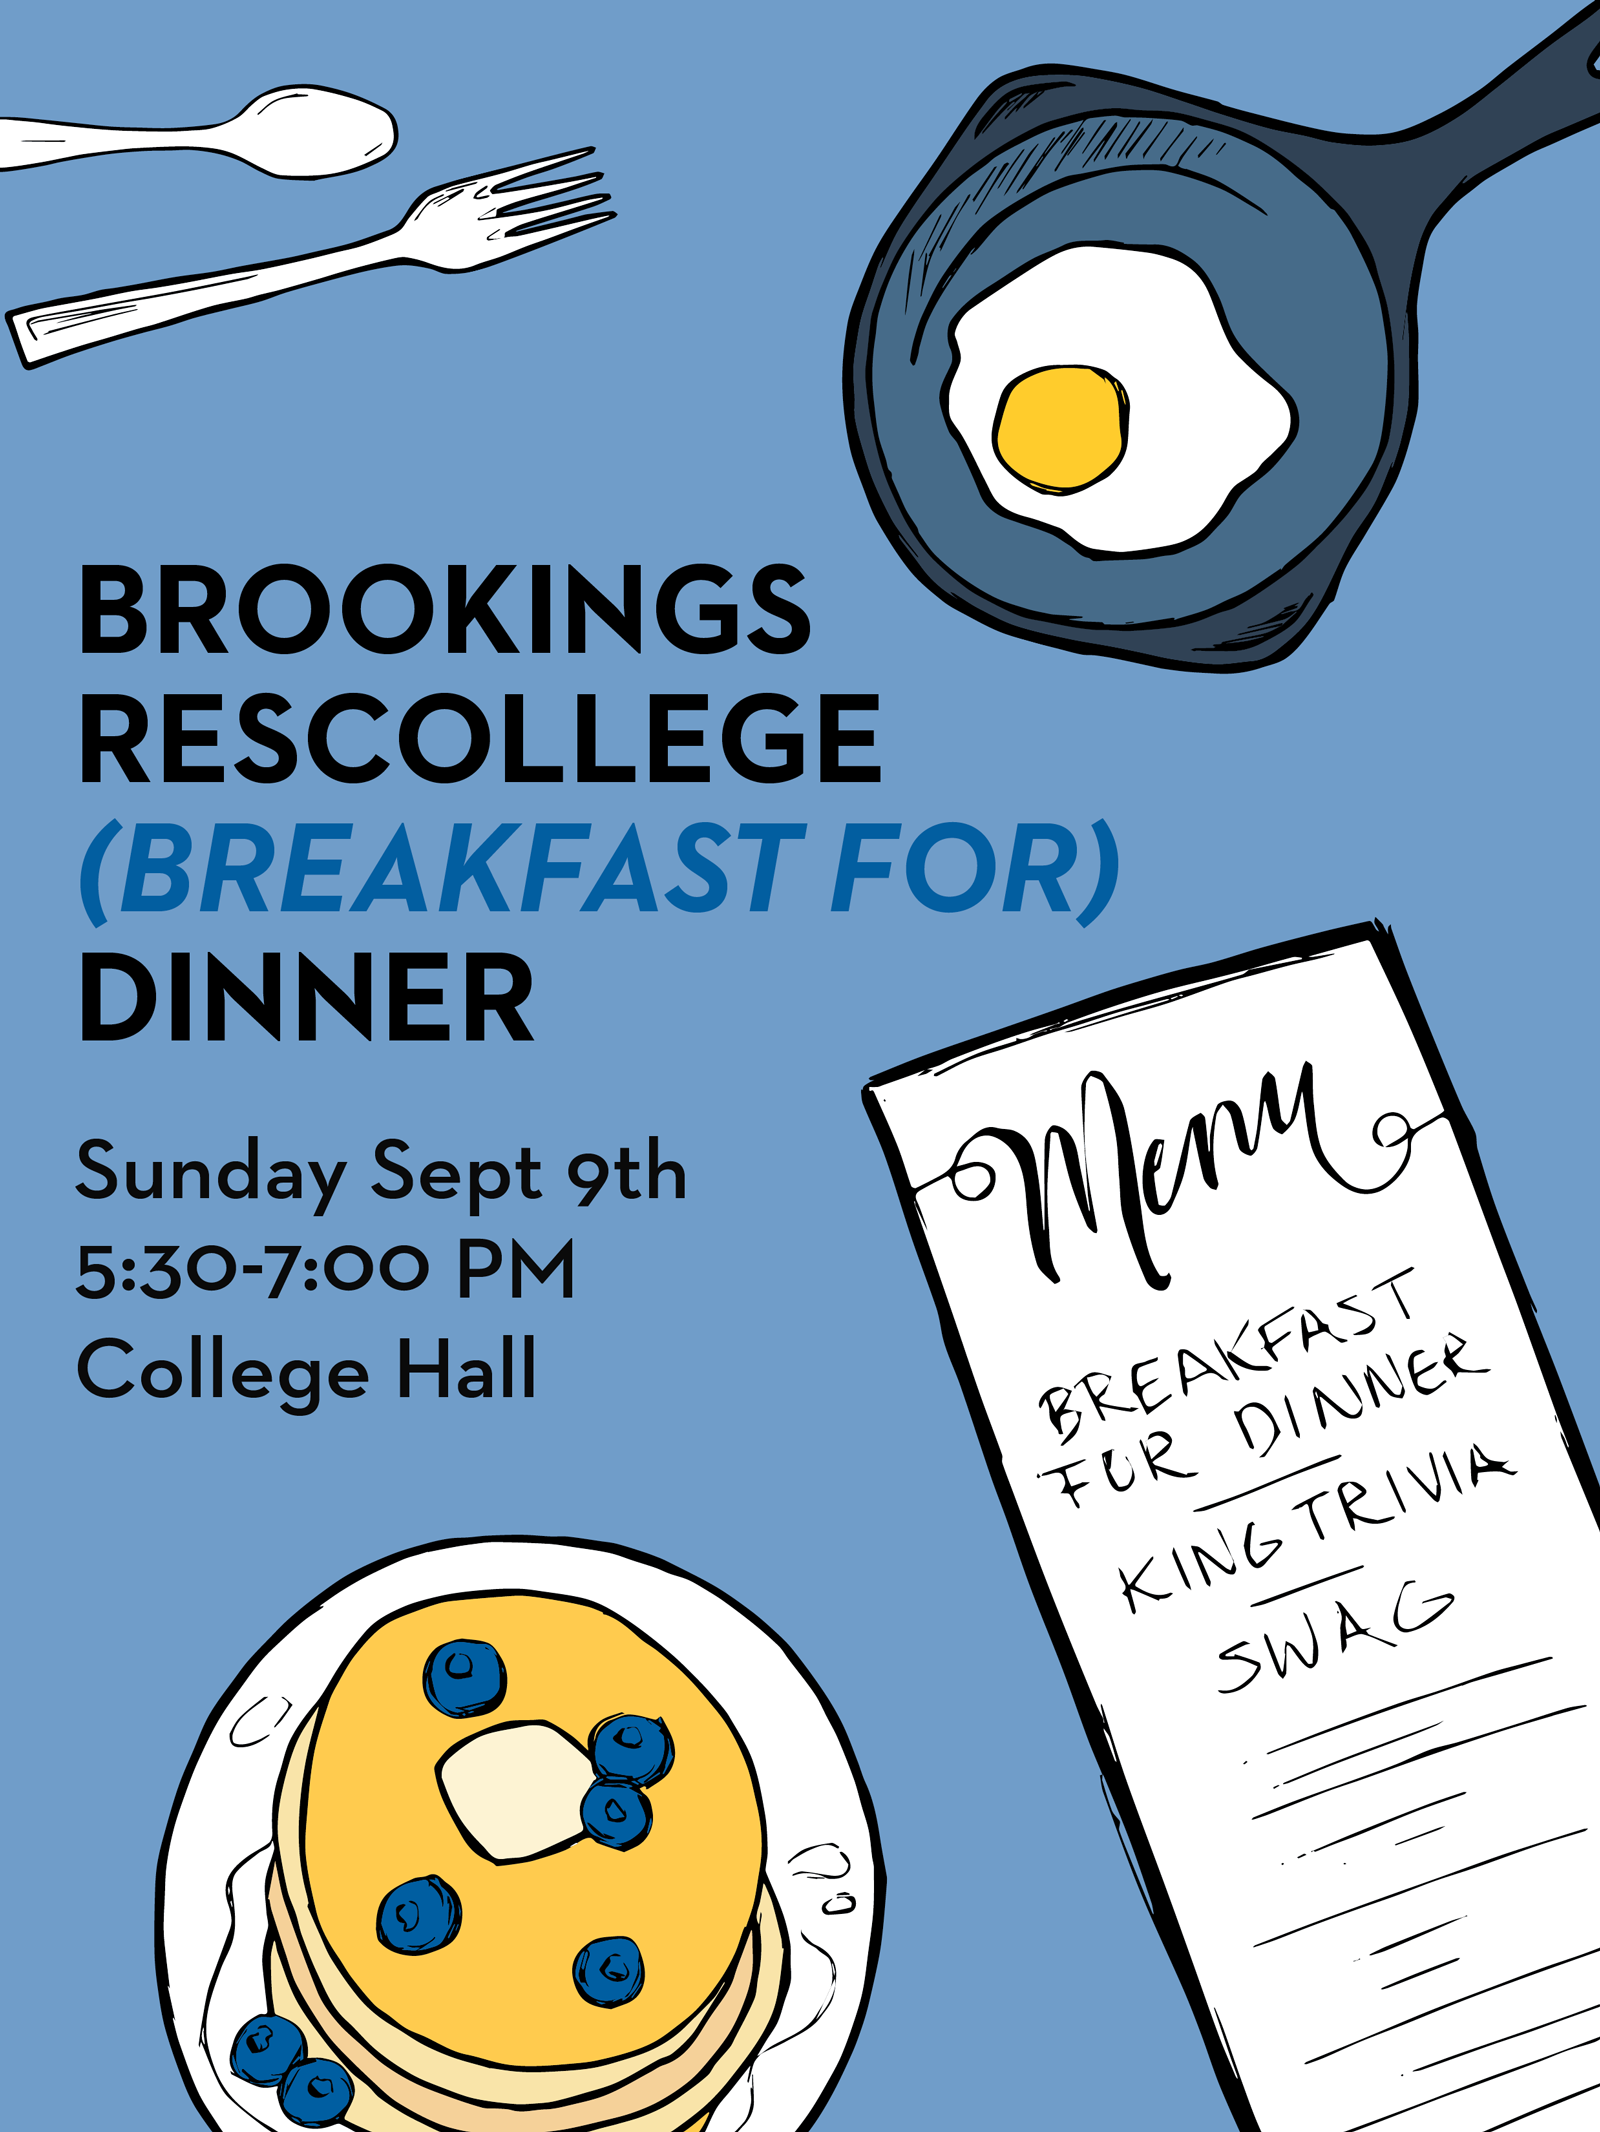 BROOKINGS
RESCOLLEGE
(BREAKFAST FOR)
DINNER
Sunday Sept 9th
5:30-7:00 PM
College Hall
Menu
BREAKFAST
FOR DINNER
KING TRIVIA
SWAG